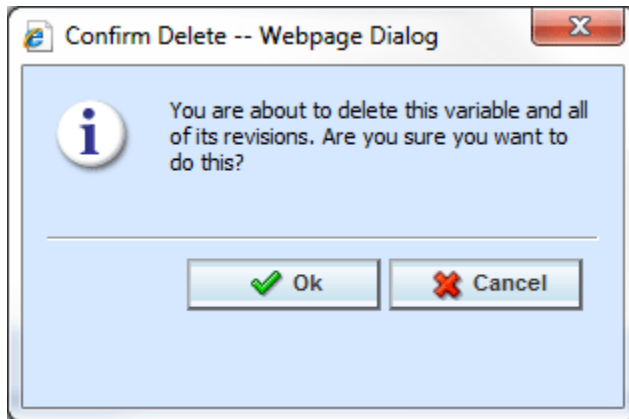 Confirm Delete -- Webpage Dialog
You are about to delete this variable and all
of its revisions. Are you sure you want to
do this?
Ok
Cancel